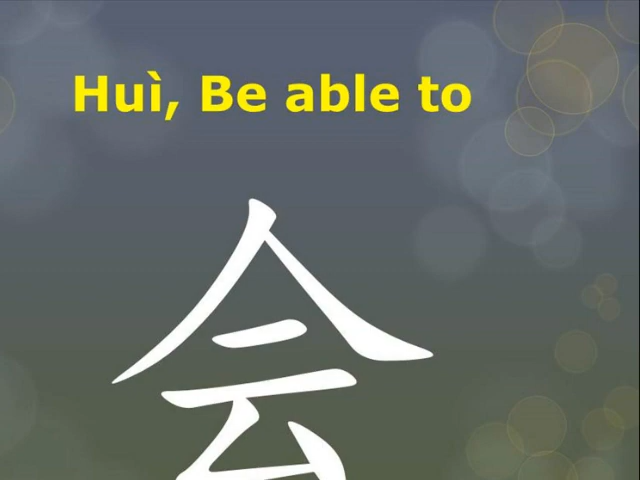 Huì, Be able to
会